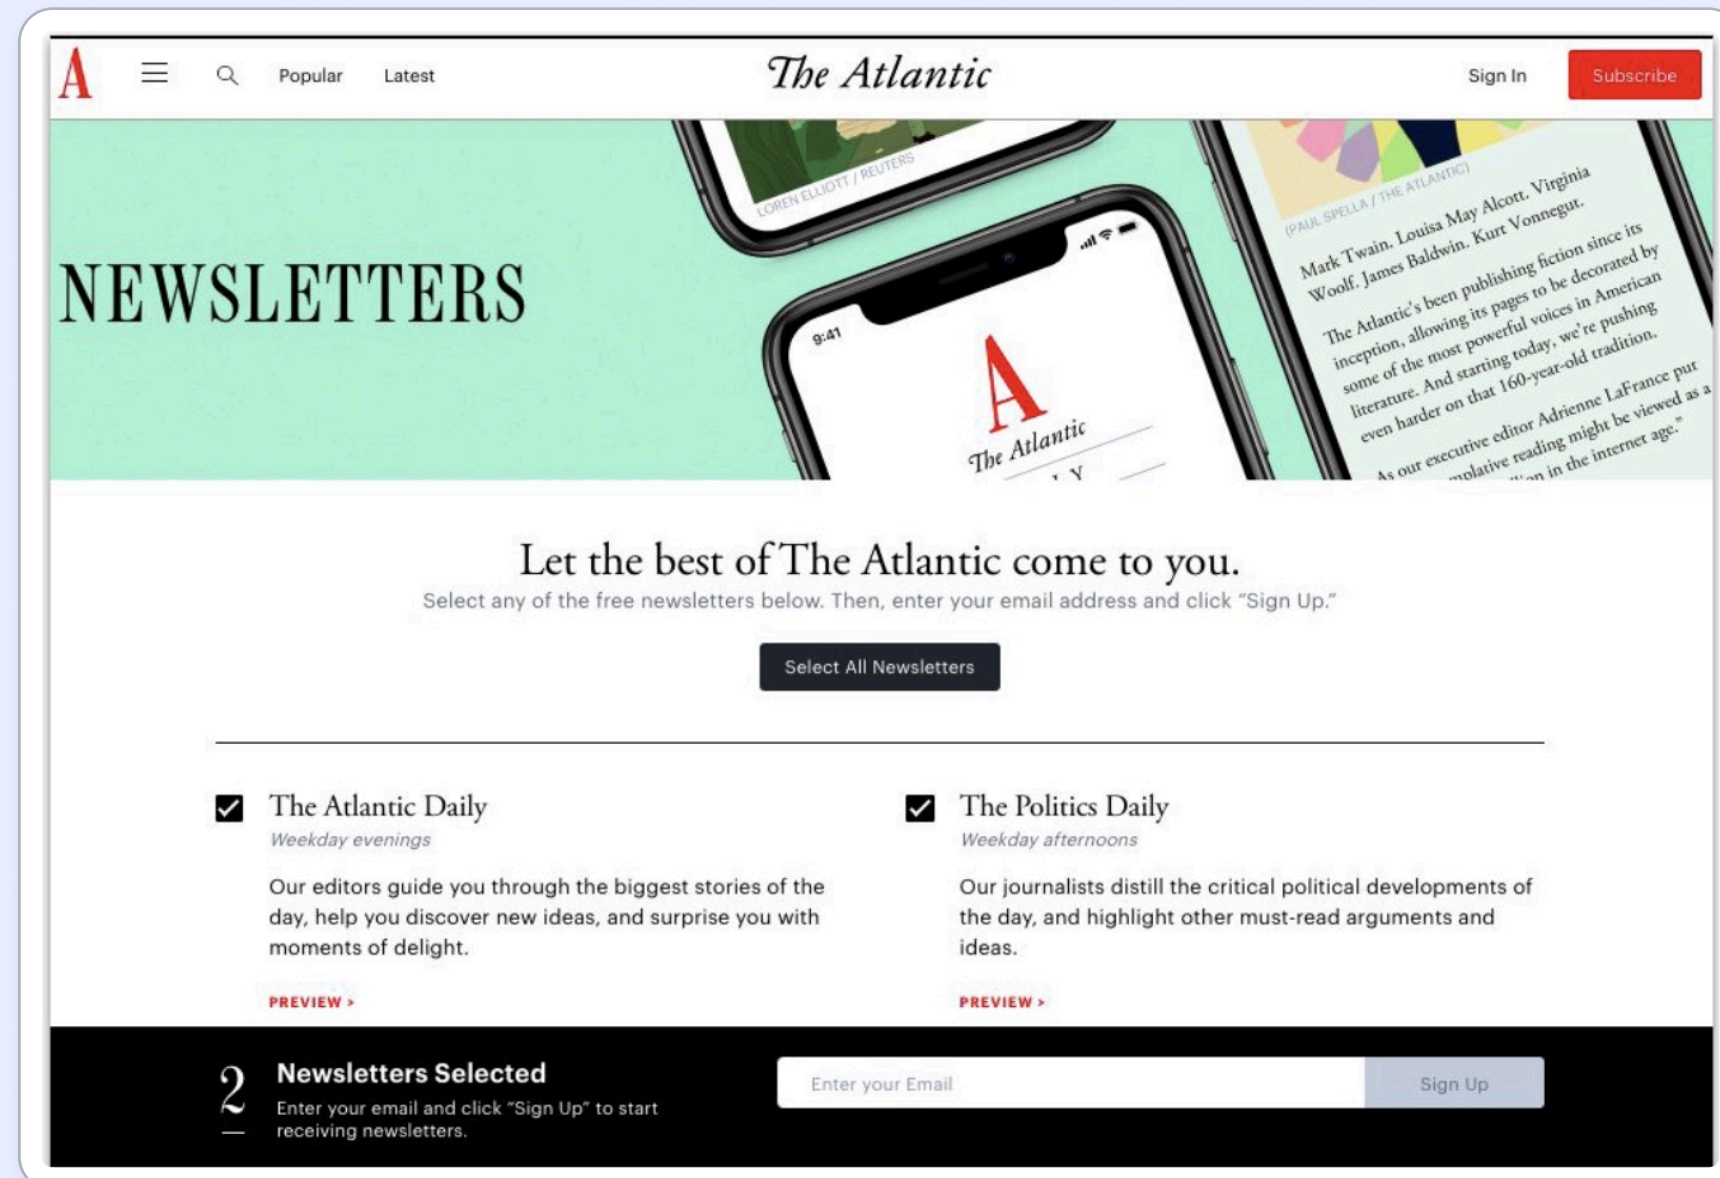 A
Popular
Latest
The Atlantic
Sign In
Subscribe
NEWSLETTERS
LOREN ELLIOTT / REUTERS
9:41
A
The Atlantic
(PAUL SPELLA / THE ATLANTIC)
Mark Twain. Louisa May Alcott. Virginia
Woolf. James Baldwin. Kurt Vonnegut.
The Atlantic's been publishing fiction since its
inception, allowing its pages to be decorated by
some of the most powerful voices in American
literature. And starting today, we're pushing
even harder on that 160-year-old tradition.
As our executive editor Adrienne LaFrance put
reading might be viewed as a
in the internet age."
Let the best of The Atlantic come to you.
Select any of the free newsletters below. Then, enter your email address and click “Sign Up.”
Select All Newsletters
The Atlantic Daily
Weekday evenings
Our editors guide you through the biggest stories of the
day, help you discover new ideas, and surprise you with
moments of delight.
PREVIEW >
The Politics Daily
Weekday afternoons
Our journalists distill the critical political developments of
the day, and highlight other must-read arguments and
ideas.
PREVIEW >
2
Newsletters Selected
Enter your email and click “Sign Up” to start
receiving newsletters.
Enter your Email
Sign Up